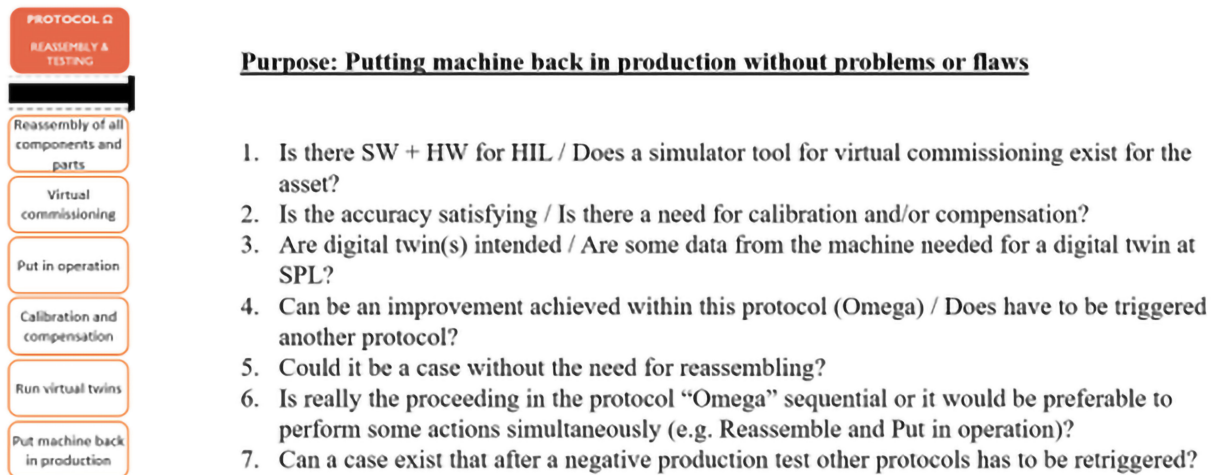 PROTOCOL Ω
REASSEMBLY &
TESTING
Reassembly of all
components and
parts
Virtual
commissioning
Put in operation
Calibration and
compensation
Run virtual twins
Put machine back
in production
Purpose: Putting machine back in production without problems or flaws
1. Is there SW + HW for HIL / Does a simulator tool for virtual commissioning exist for the
asset?
2. Is the accuracy satisfying / Is there a need for calibration and/or compensation?
3. Are digital twin(s) intended / Are some data from the machine needed for a digital twin at
SPL?
4. Can be an improvement achieved within this protocol (Omega) / Does have to be triggered
another protocol?
5. Could it be a case without the need for reassembling?
6. Is really the proceeding in the protocol “Omega” sequential or it would be preferable to
perform some actions simultaneously (e.g. Reassemble and Put in operation)?
7. Can a case exist that after a negative production test other protocols has to be retriggered?